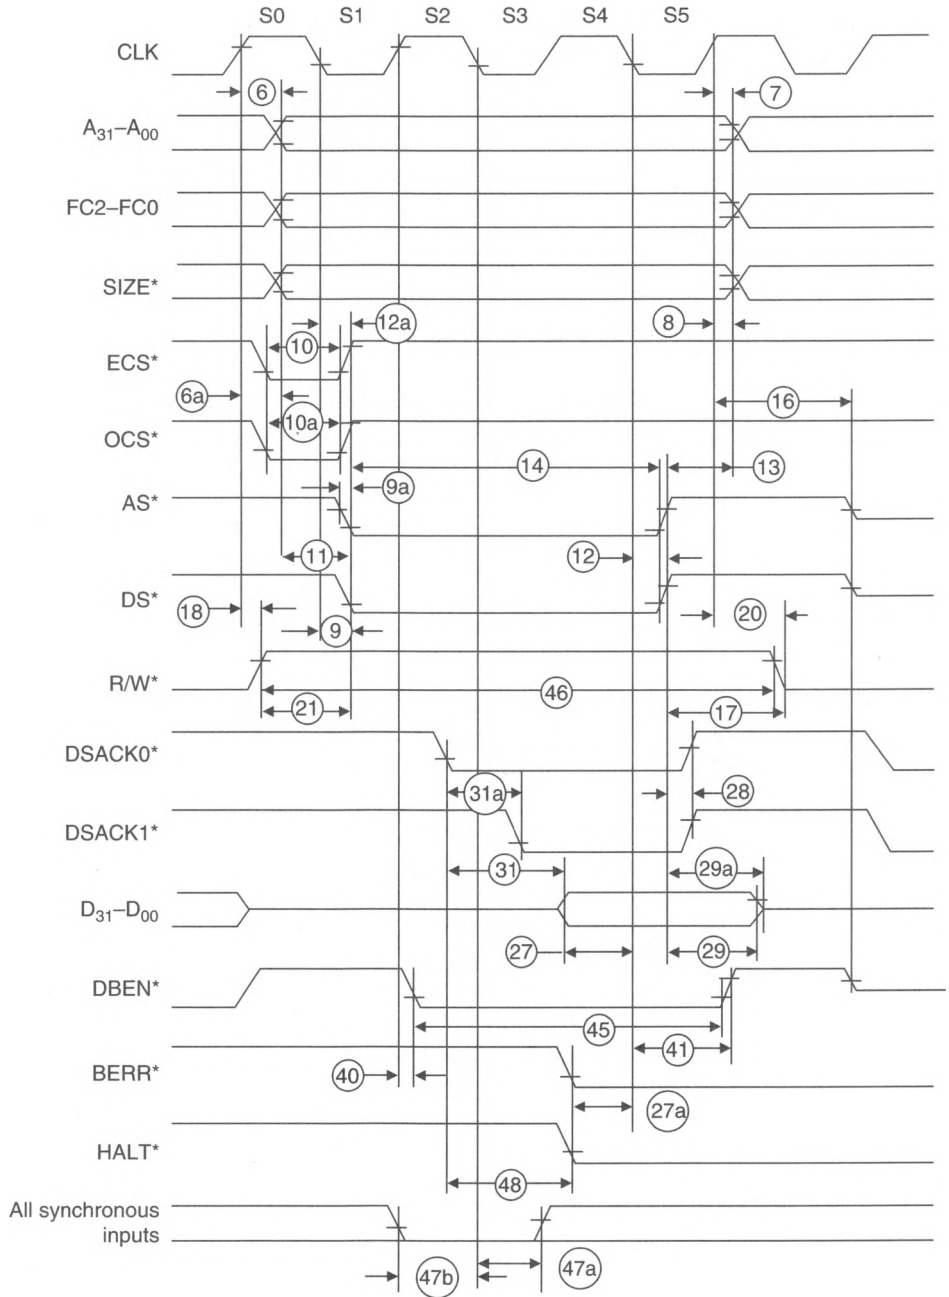 S0 S1 S2 S3 S4 S5
CLK
6 7
A31–A00
FC2–FC0
SIZE*
12a 8
10
ECS*
6a 16
10a
OCS*
14 13
9a
AS*
11 12
DS*
18 20
9
R/W*
46
21 17
DSACK0*
31a 28
DSACK1*
31 29a
D31–D00
27 29
DBEN*
45
41
BERR*
40
27a
HALT*
48
All synchronous
inputs
47b 47a